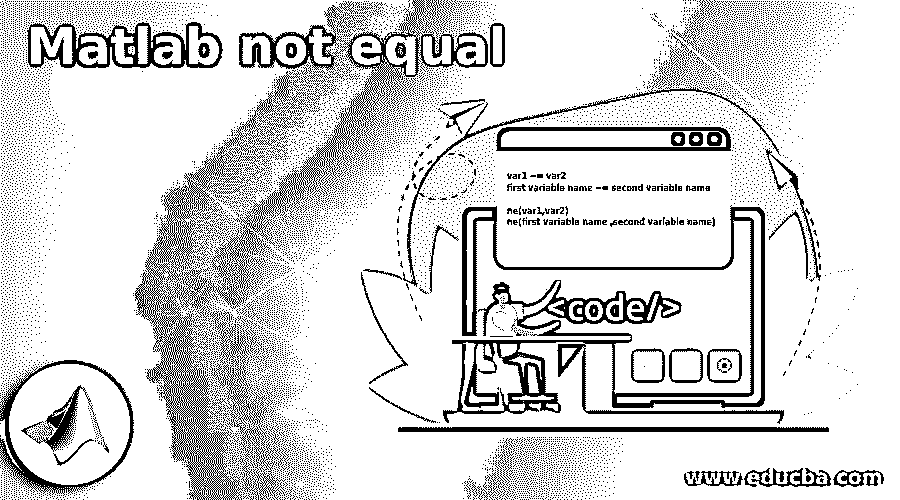 Matlab not equal
var1 ~= var2
first variable name ~= second variable name
ne(var1,var2)
ne(first variable name ,second variable name)
<code/>
www.educba.com